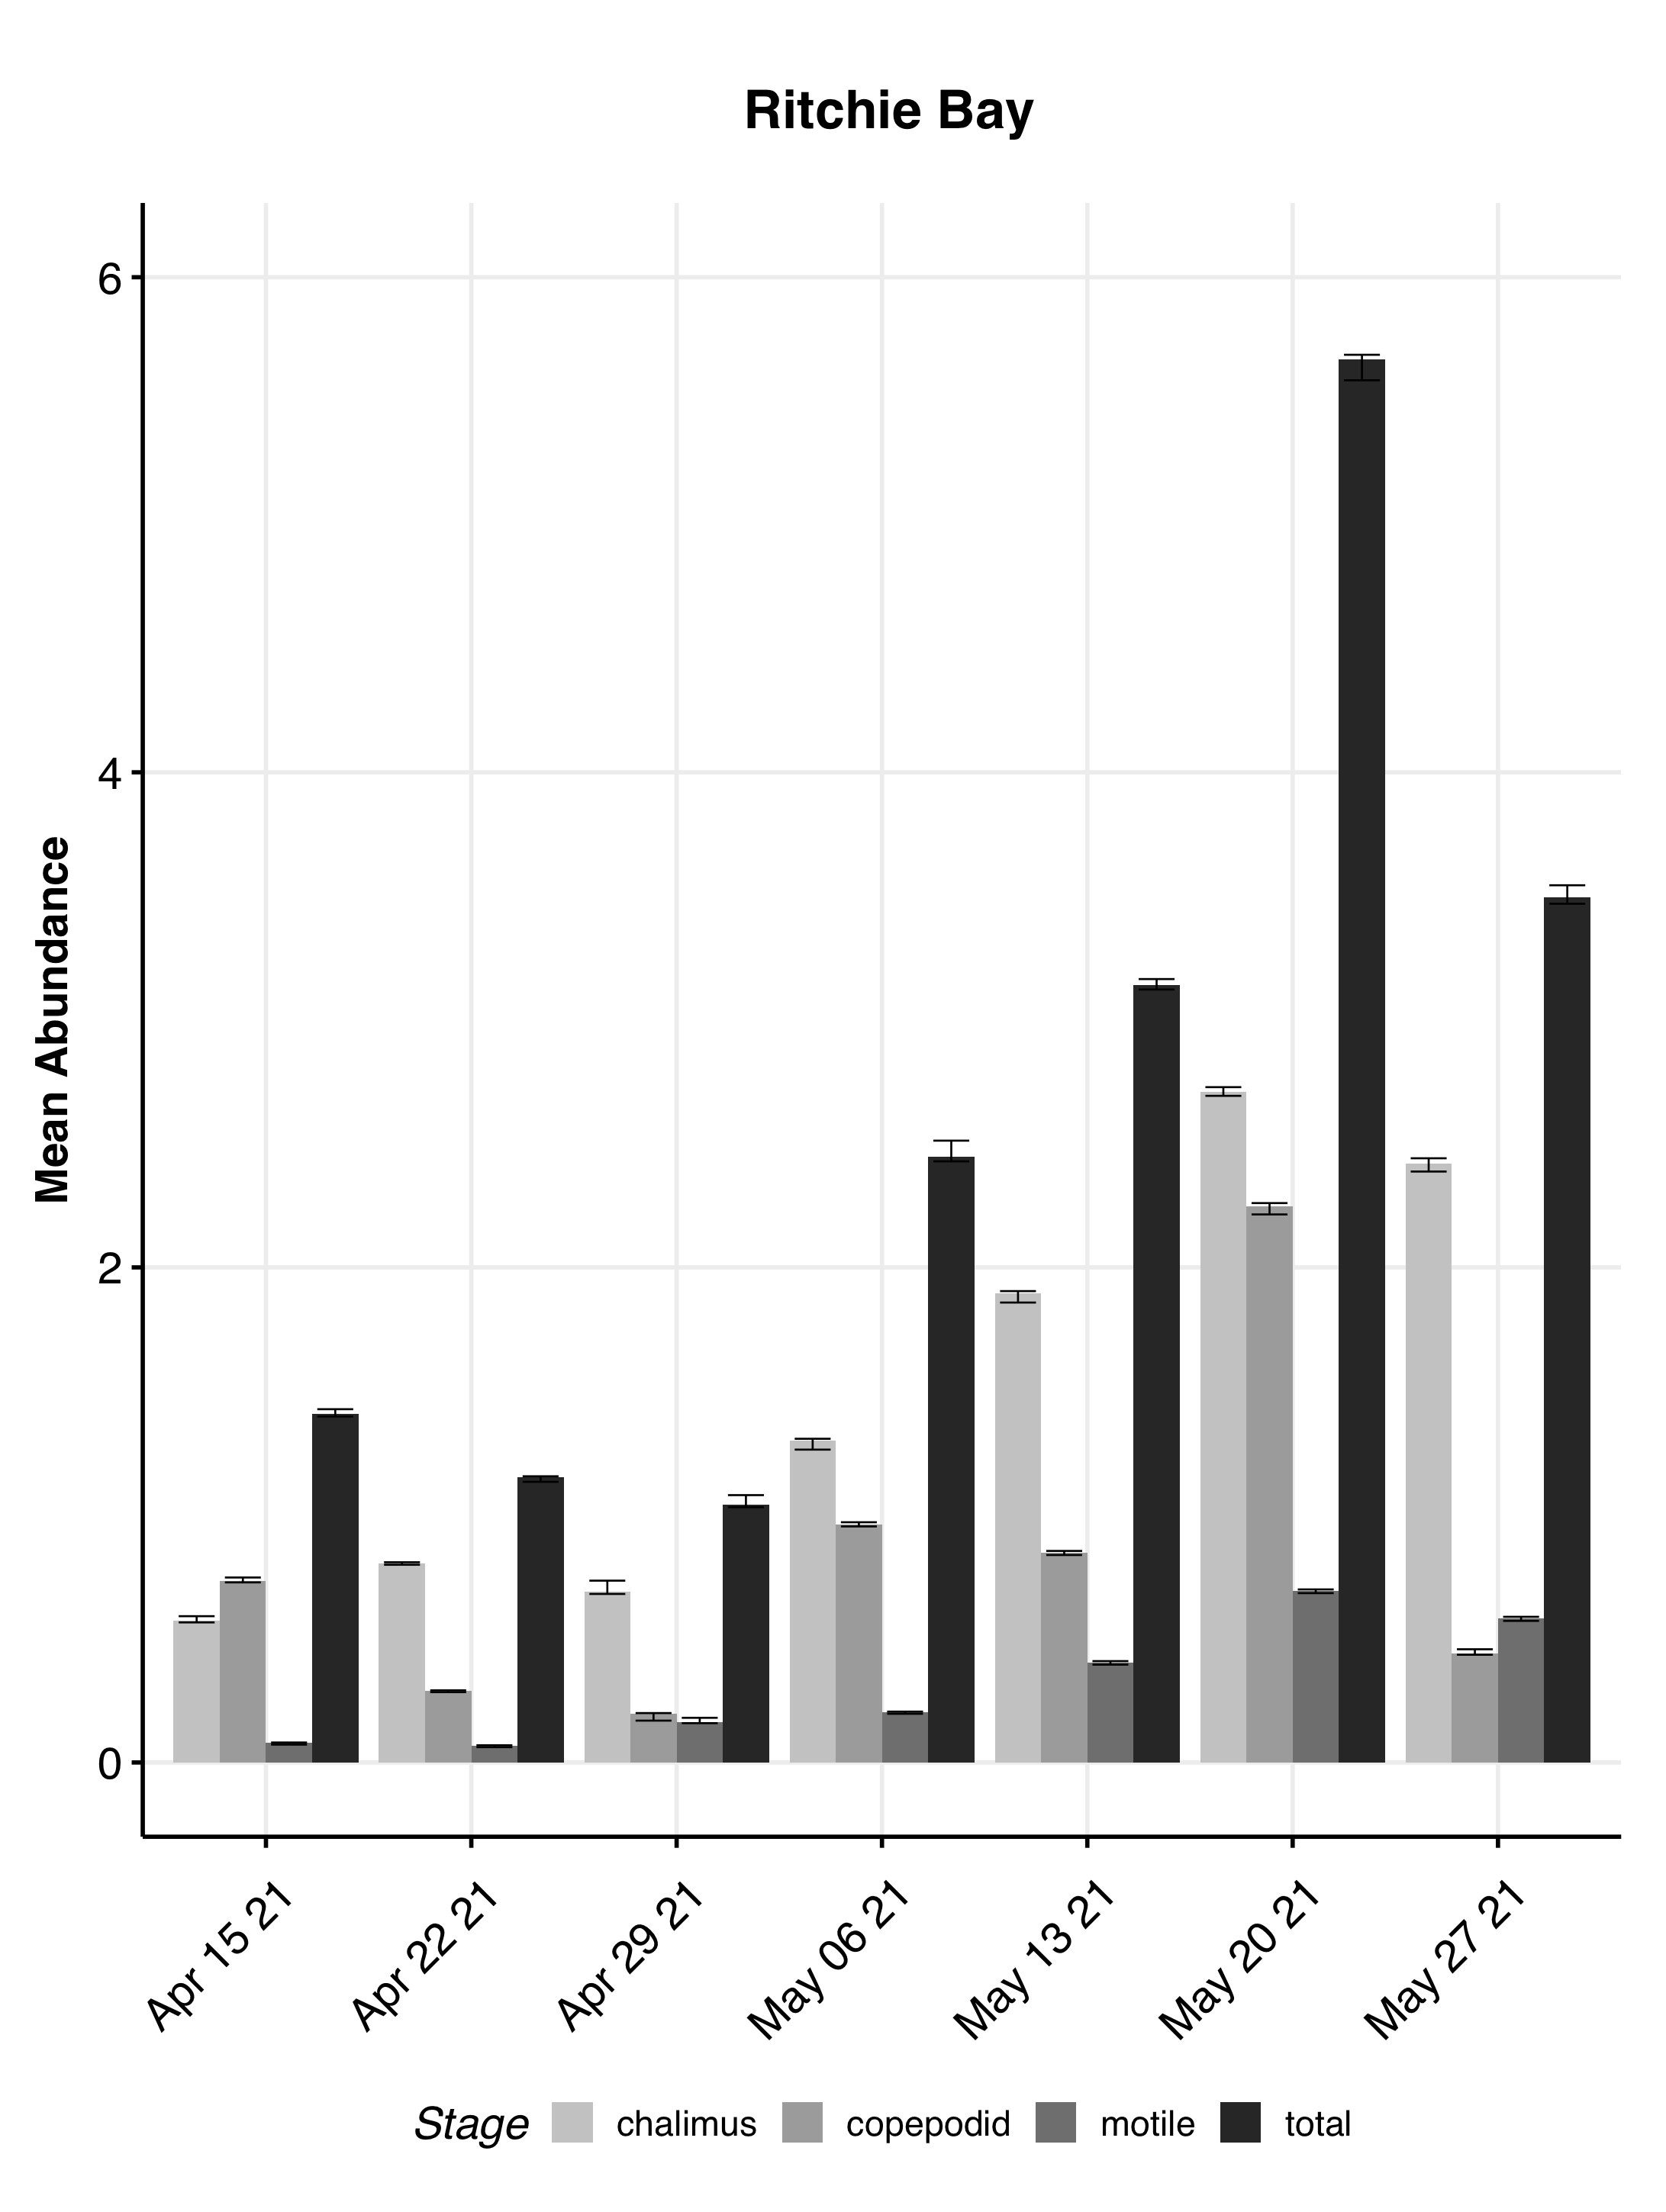 Ritchie Bay
Mean Abundance
6
4
2
0
Apr 15 21
Apr 22 21
Apr 29 21
May 06 21
May 13 21
May 20 21
May 27 21
Stage chalimus copepodid motile total